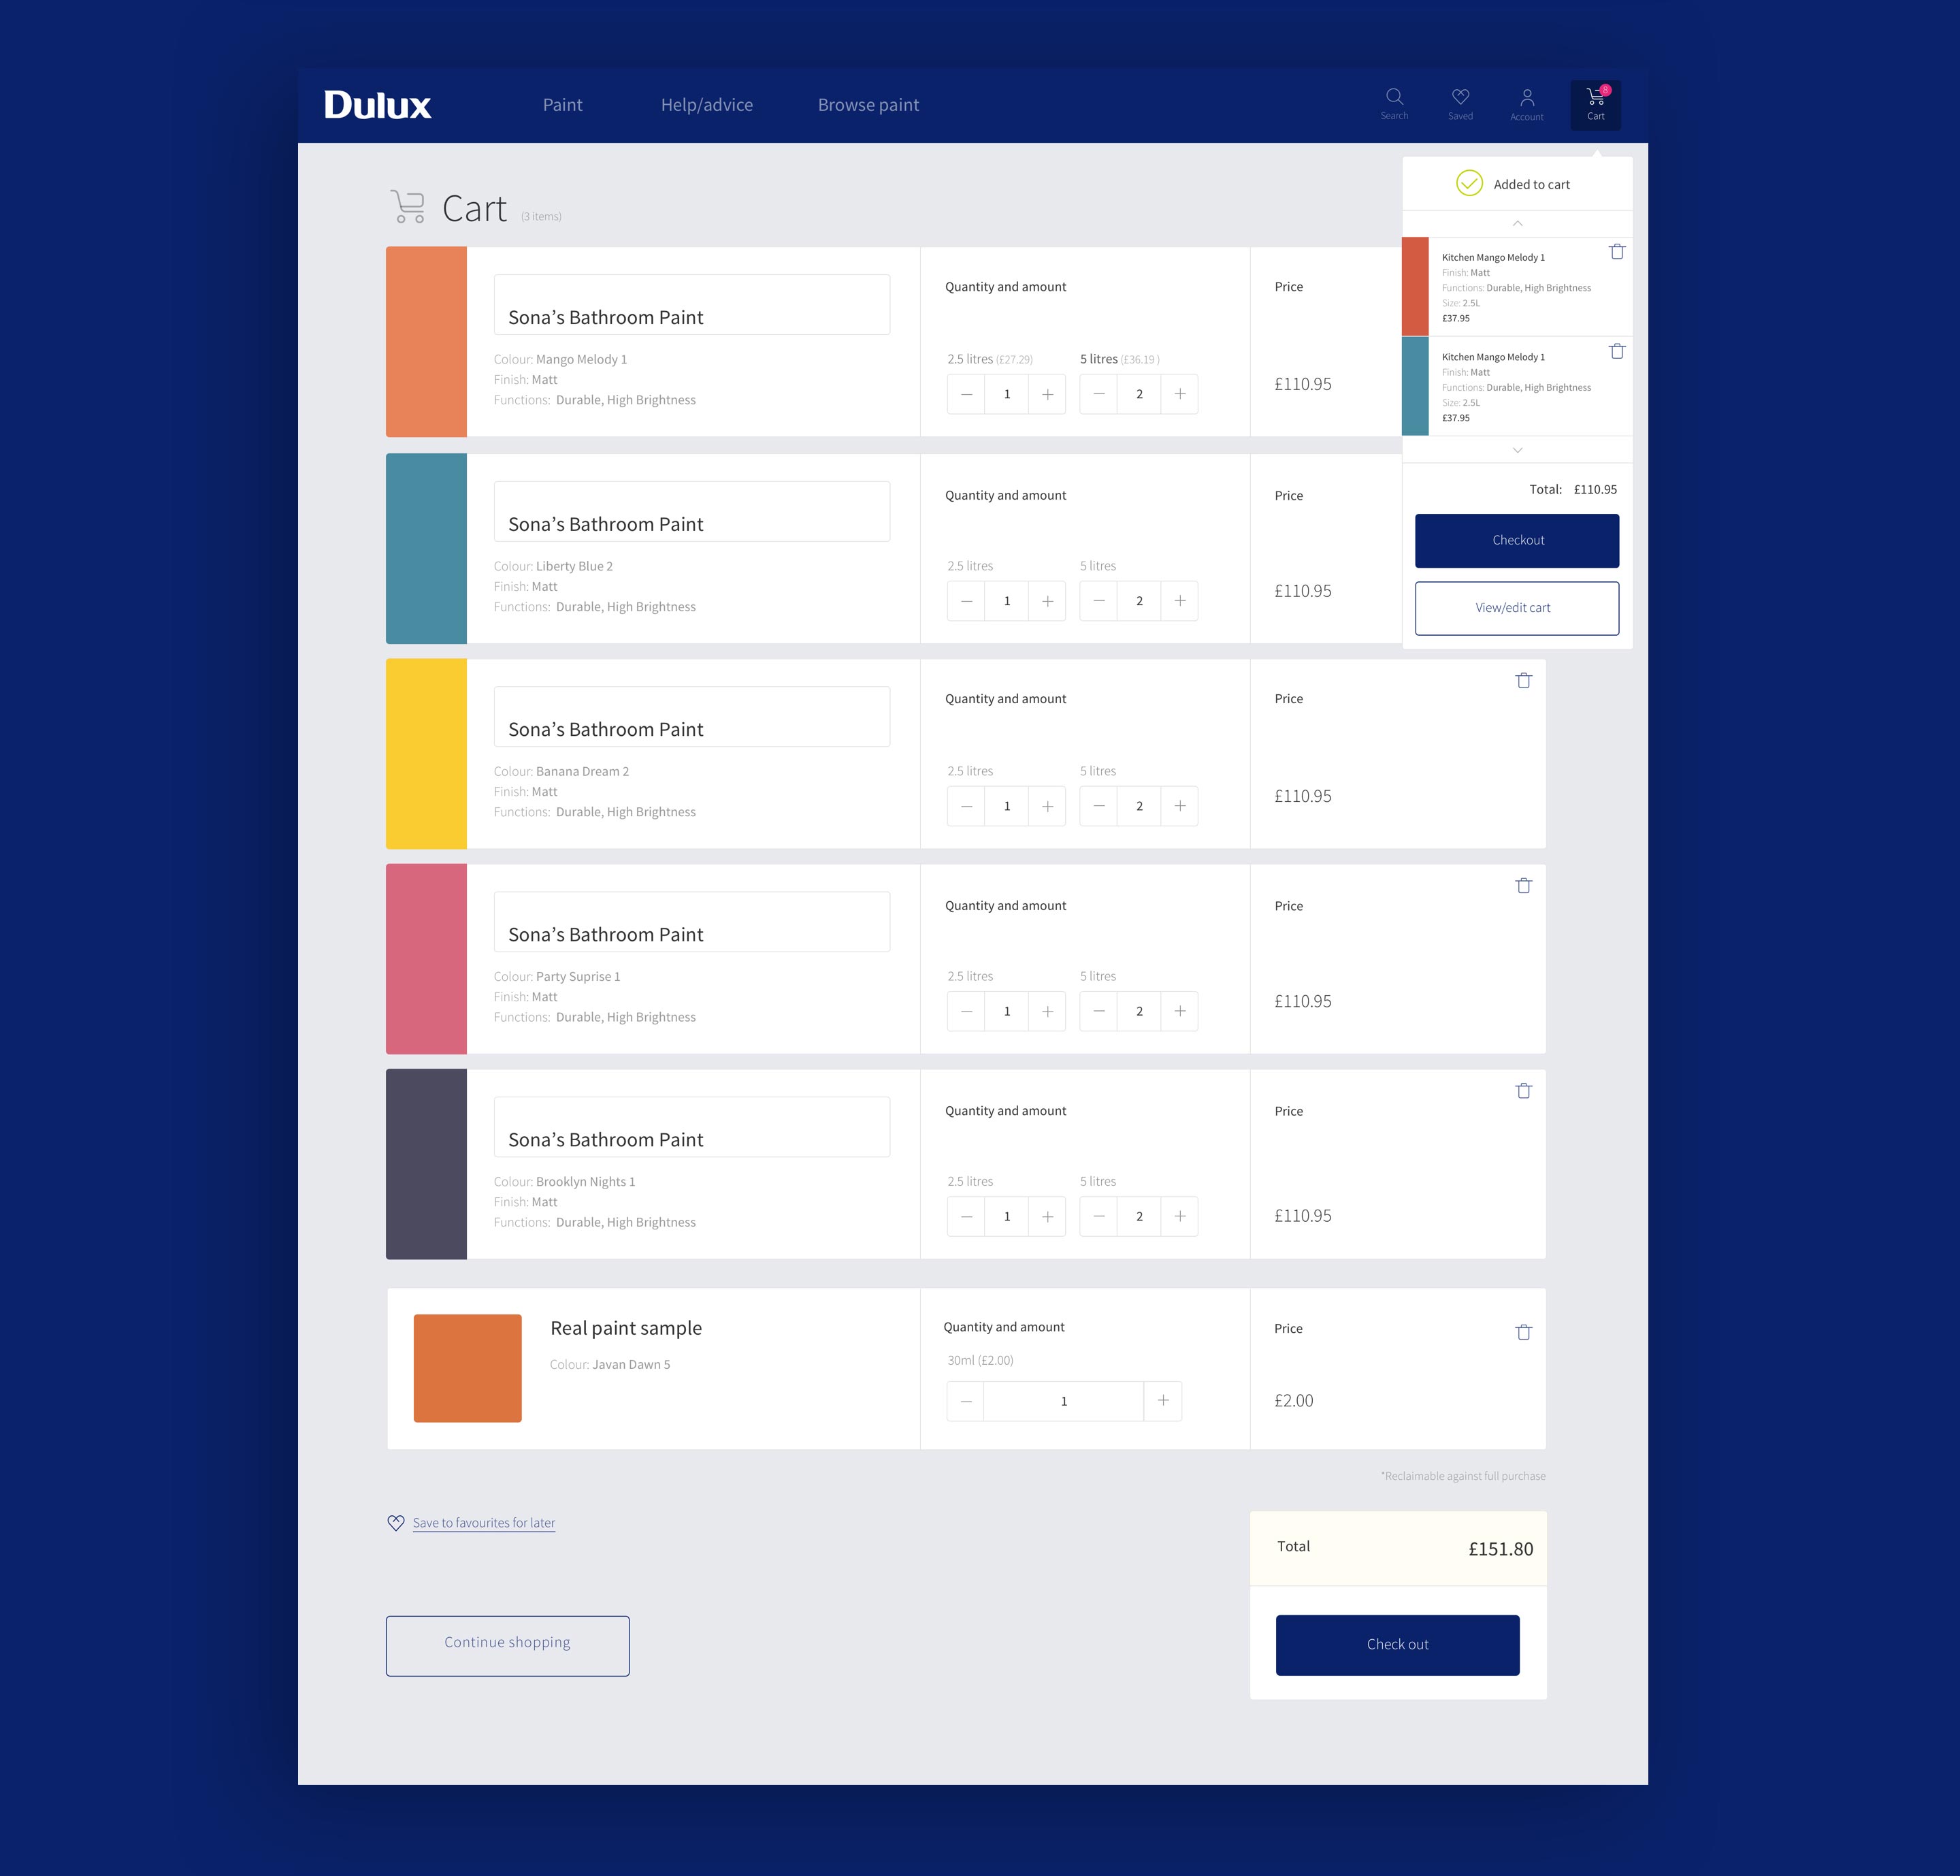 Dulux
Paint
Help/advice
Browse paint
Search
Saved
Account
8
Cart
Cart (3 items)
Sona’s Bathroom Paint
Colour: Mango Melody 1
Finish: Matt
Functions: Durable, High Brightness
Quantity and amount
2.5 litres (£27.29)
5 litres (£36.19 )
1
2
Price
£110.95
Sona’s Bathroom Paint
Colour: Liberty Blue 2
Finish: Matt
Functions: Durable, High Brightness
Quantity and amount
2.5 litres
5 litres
1
2
Price
£110.95
Sona’s Bathroom Paint
Colour: Banana Dream 2
Finish: Matt
Functions: Durable, High Brightness
Quantity and amount
2.5 litres
5 litres
1
2
Price
£110.95
Sona’s Bathroom Paint
Colour: Party Suprise 1
Finish: Matt
Functions: Durable, High Brightness
Quantity and amount
2.5 litres
5 litres
1
2
Price
£110.95
Sona’s Bathroom Paint
Colour: Brooklyn Nights 1
Finish: Matt
Functions: Durable, High Brightness
Quantity and amount
2.5 litres
5 litres
1
2
Price
£110.95
Real paint sample
Colour: Javan Dawn 5
Quantity and amount
30ml (£2.00)
1
Price
£2.00
*Reclaimable against full purchase
Save to favourites for later
Total £151.80
Continue shopping
Check out
Added to cart
Kitchen Mango Melody 1
Finish: Matt
Functions: Durable, High Brightness
Size: 2.5L
£37.95
Kitchen Mango Melody 1
Finish: Matt
Functions: Durable, High Brightness
Size: 2.5L
£37.95
Total: £110.95
Checkout
View/edit cart